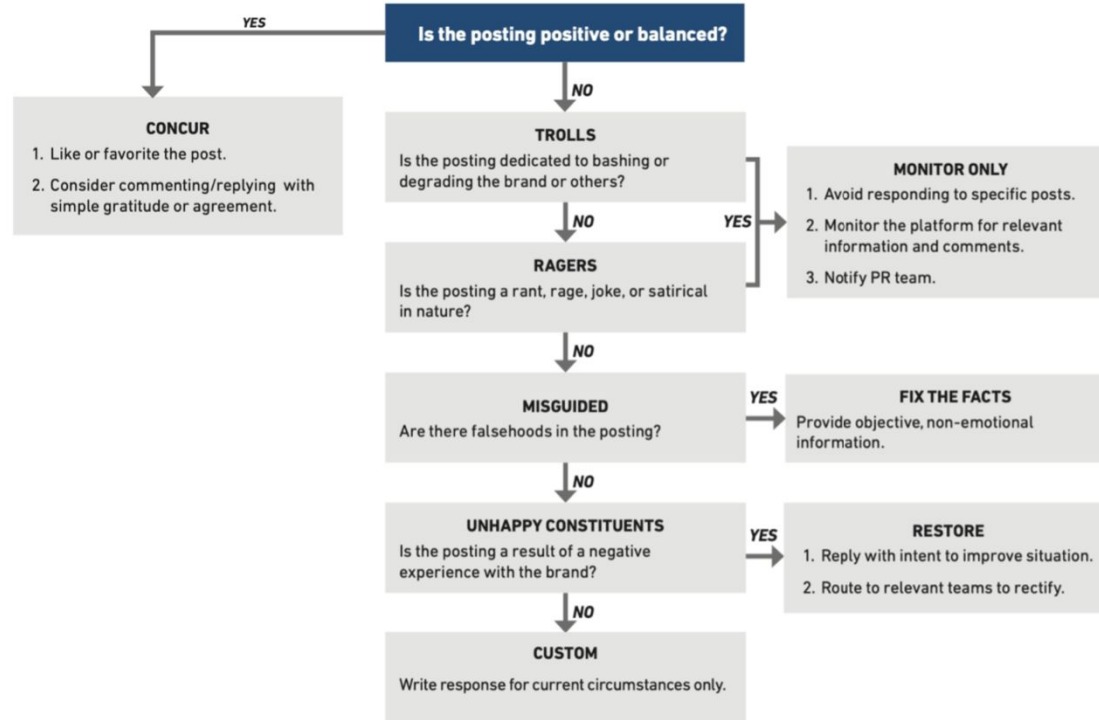 Is the posting positive or balanced?
YES
NO
CONCUR
1. Like or favorite the post.
2. Consider commenting/replying with
simple gratitude or agreement.
TROLLS
Is the posting dedicated to bashing or
degrading the brand or others?
NO
YES
MONITOR ONLY
1. Avoid responding to specific posts.
2. Monitor the platform for relevant
information and comments.
3. Notify PR team.
RAGERS
Is the posting a rant, rage, joke, or satirical
in nature?
NO
MISGUIDED
Are there falsehoods in the posting?
YES
FIX THE FACTS
Provide objective, non-emotional
information.
NO
UNHAPPY CONSTITUENTS
Is the posting a result of a negative
experience with the brand?
YES
RESTORE
1. Reply with intent to improve situation.
2. Route to relevant teams to rectify.
NO
CUSTOM
Write response for current circumstances only.